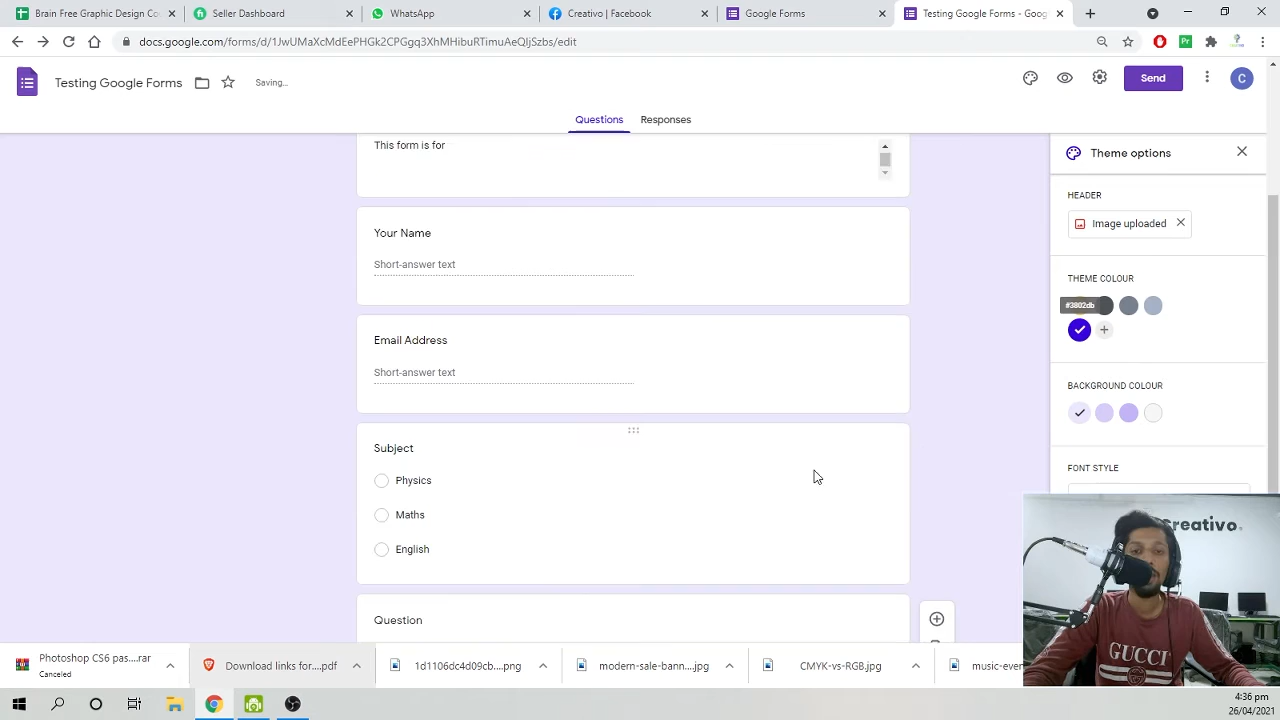 Brain Free Graphic Design Co
Seller Dashboard
WhatsApp
Creativo | Facebook
Google Forms
Testing Google Forms - Goog
docs.google.com/forms/d/1JwUMaXcMdEePHGk2CPGgq3XhMHibuRTimuAeQIjSzbs/edit
Testing Google Forms
Saving...
Send
C
Questions
Responses
This form is for
Theme options
HEADER
Image uploaded
Your Name
Short-answer text
THEME COLOUR
#3802db
Email Address
Short-answer text
BACKGROUND COLOUR
Subject
Physics
Maths
English
FONT STYLE
Question
Creativo.
GUCCI
Photoshop CS6 pas....rar
Canceled
Download links for....pdf
1d1106dc4d09cb....png
modern-sale-bann....jpg
CMYK-vs-RGB.jpg
music-even
4:36 pm
26/04/2021